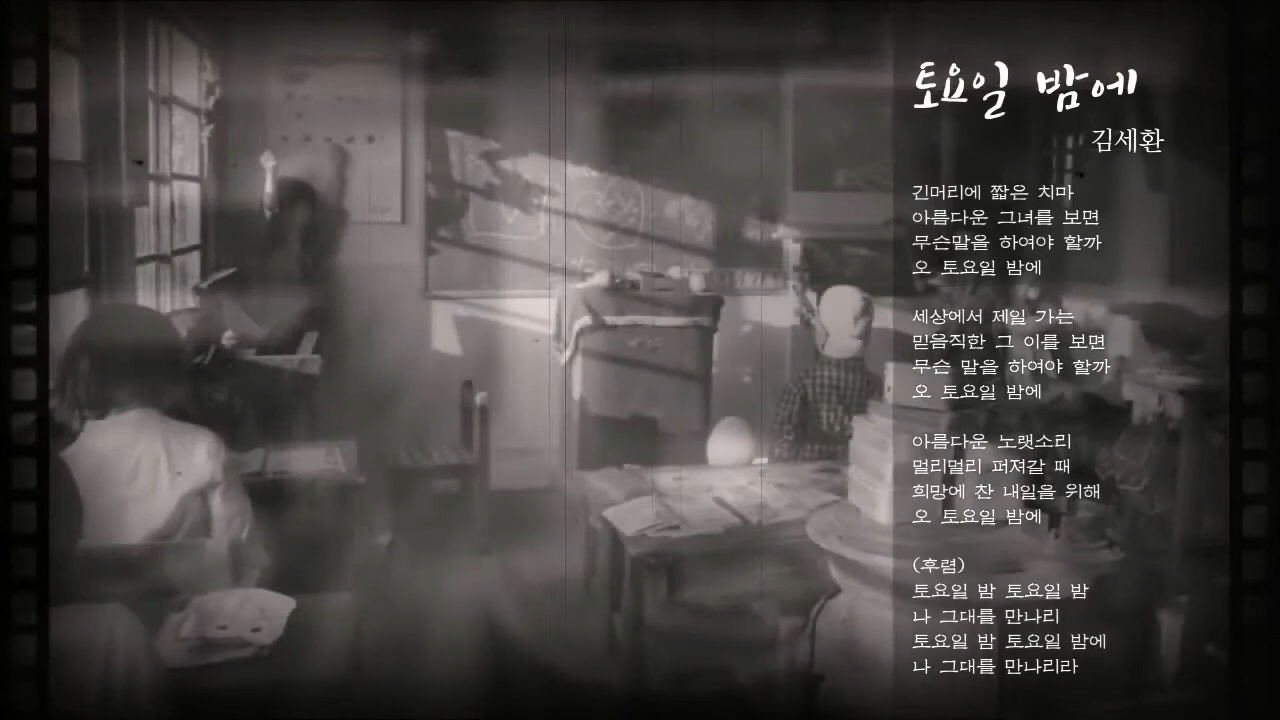 토요일 밤에
김세환
긴머리에 짧은 치마
아름다운 그녀를 보면
무슨말을 하여야 할까
오 토요일 밤에
세상에서 제일 가는
믿음직한 그 이를 보면
무슨 말을 하여야 할까
오 토요일 밤에
아름다운 노랫소리
멀리멀리 퍼져갈 때
희망에 찬 내일을 위해
오 토요일 밤에
(후렴)
토요일 밤 토요일 밤
나 그대를 만나리
토요일 밤 토요일 밤에
나 그대를 만나리라